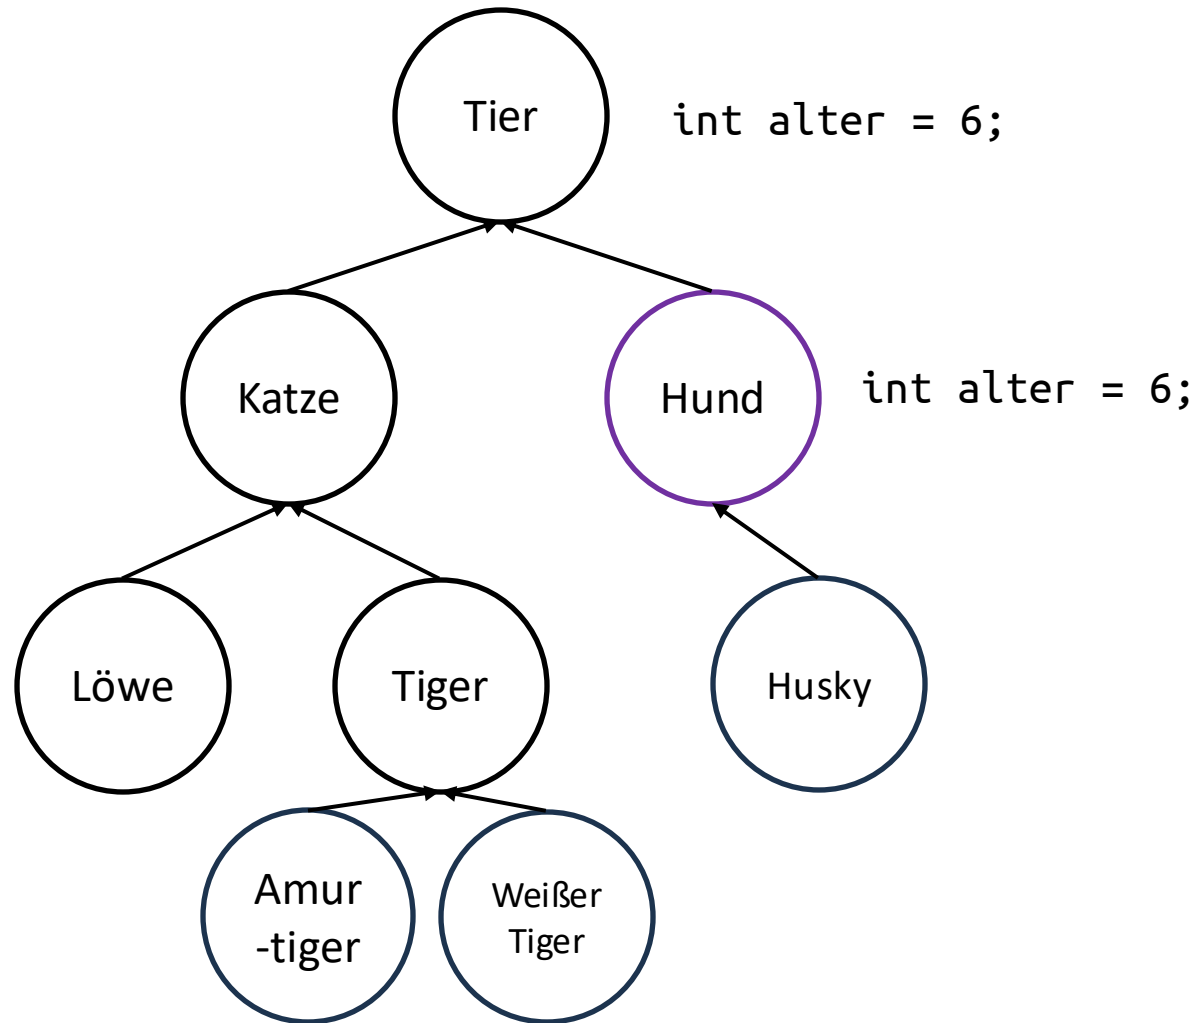 Tier
int alter = 6;
Katze
Hund
int alter = 6;
Löwe
Tiger
Husky
Amur
-tiger
Weißer
Tiger